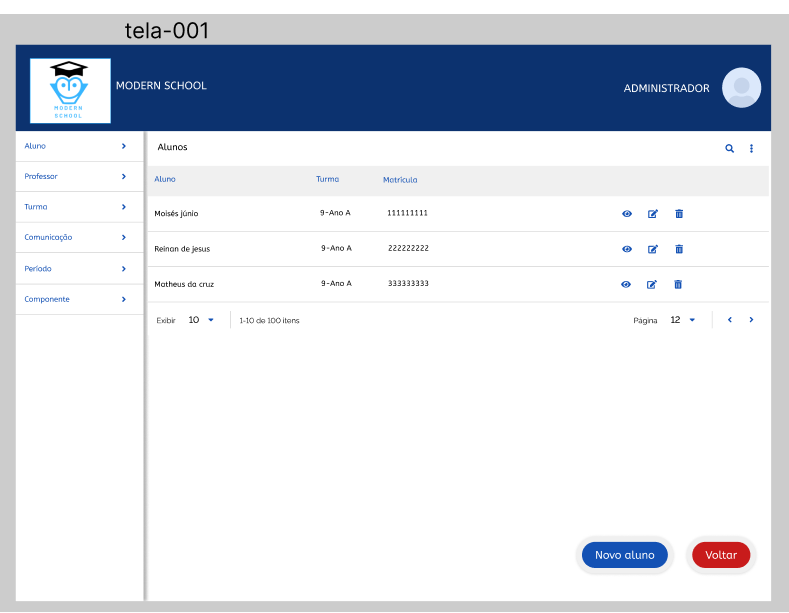 tela-001
MODERN
SCHOOL
MODERN SCHOOL
ADMINISTRADOR
Aluno
Professor
Turma
Comunicação
Período
Componente
Alunos
Aluno Turma Matrícula
Moisés júnio 9-Ano A 111111111
Reinan de jesus 9-Ano A 222222222
Matheus da cruz 9-Ano A 333333333
Exibir 10 1-10 de 100 itens Página 12
Novo aluno Voltar